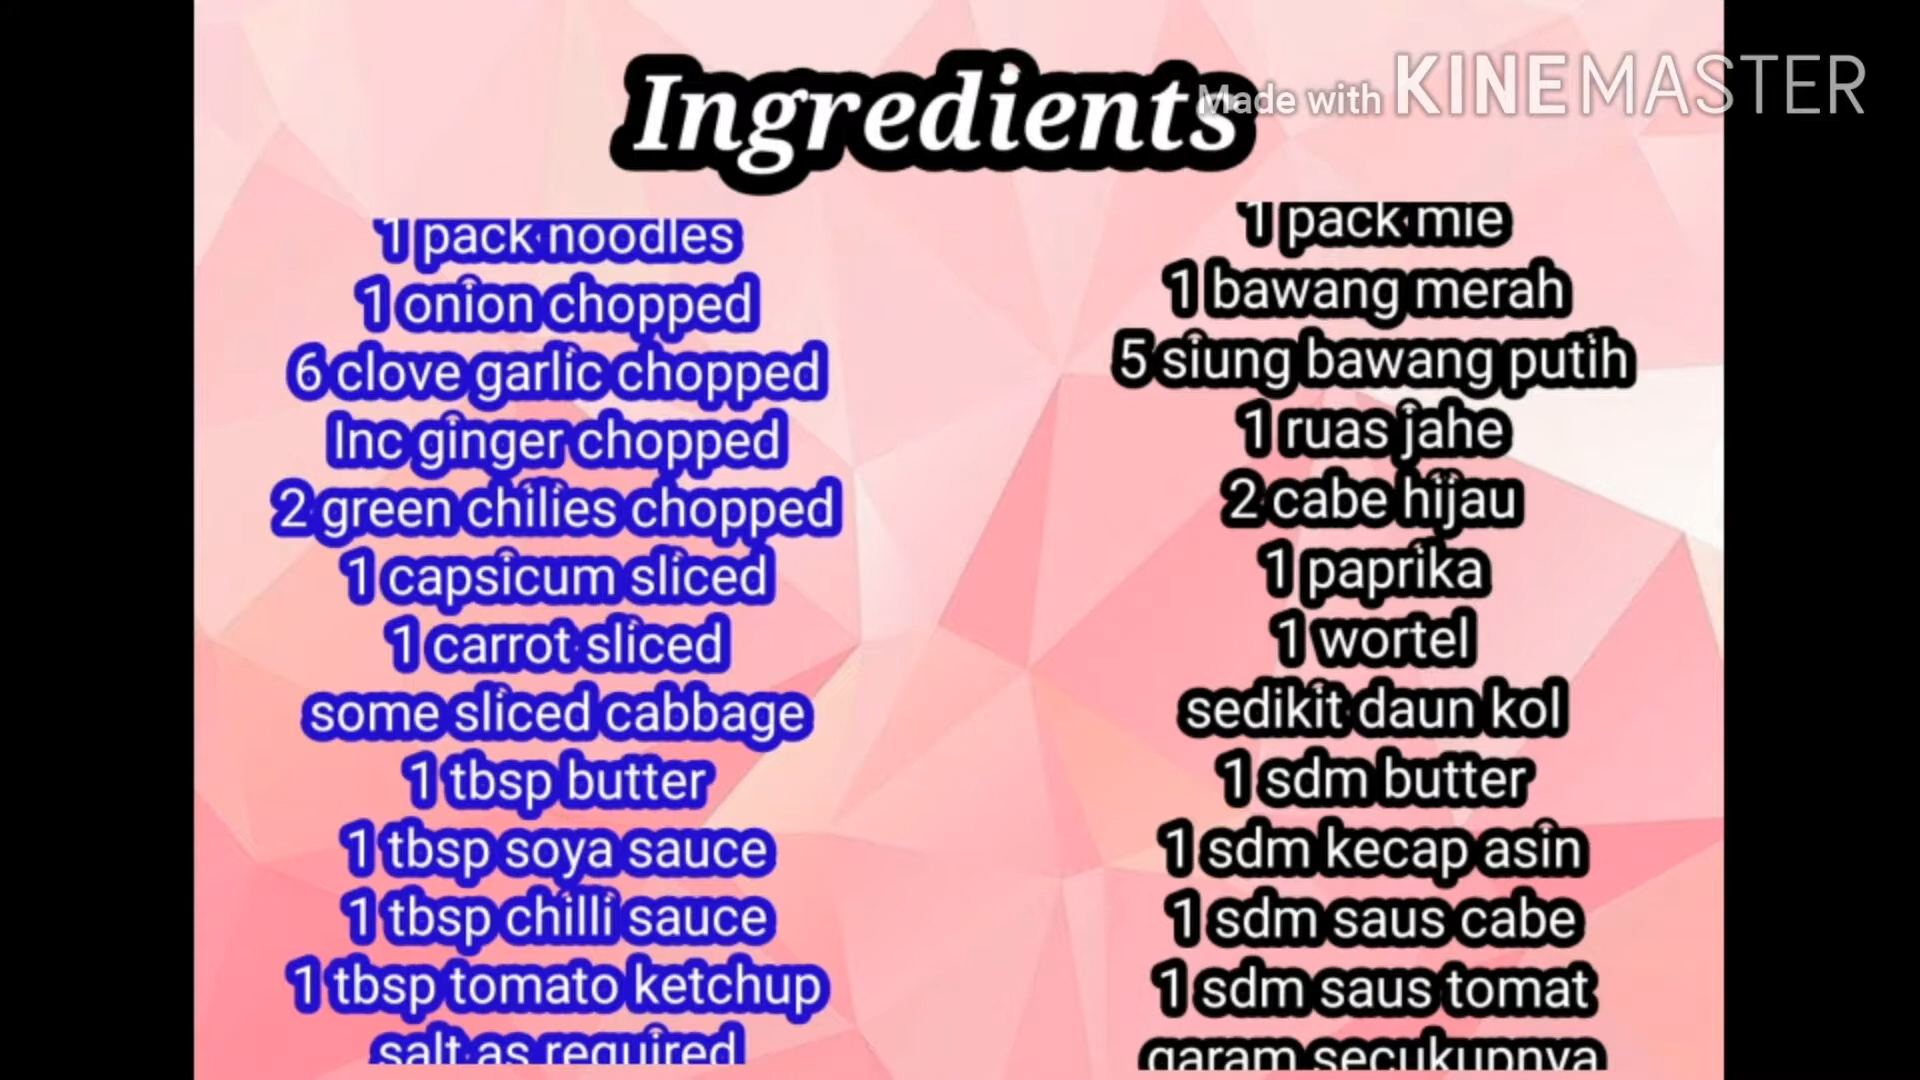 Ingredients
Made with KINEMASTER
1 pack noodles
1 onion chopped
6 clove garlic chopped
Inc ginger chopped
2 green chilies chopped
1 capsicum sliced
1 carrot sliced
some sliced cabbage
1 tbsp butter
1 tbsp soya sauce
1 tbsp chilli sauce
1 tbsp tomato ketchup
salt as required
1 pack mie
1 bawang merah
5 siung bawang putih
1 ruas jahe
2 cabe hijau
1 paprika
1 wortel
sedikit daun kol
1 sdm butter
1 sdm kecap asin
1 sdm saus cabe
1 sdm saus tomat
garam secukupnya